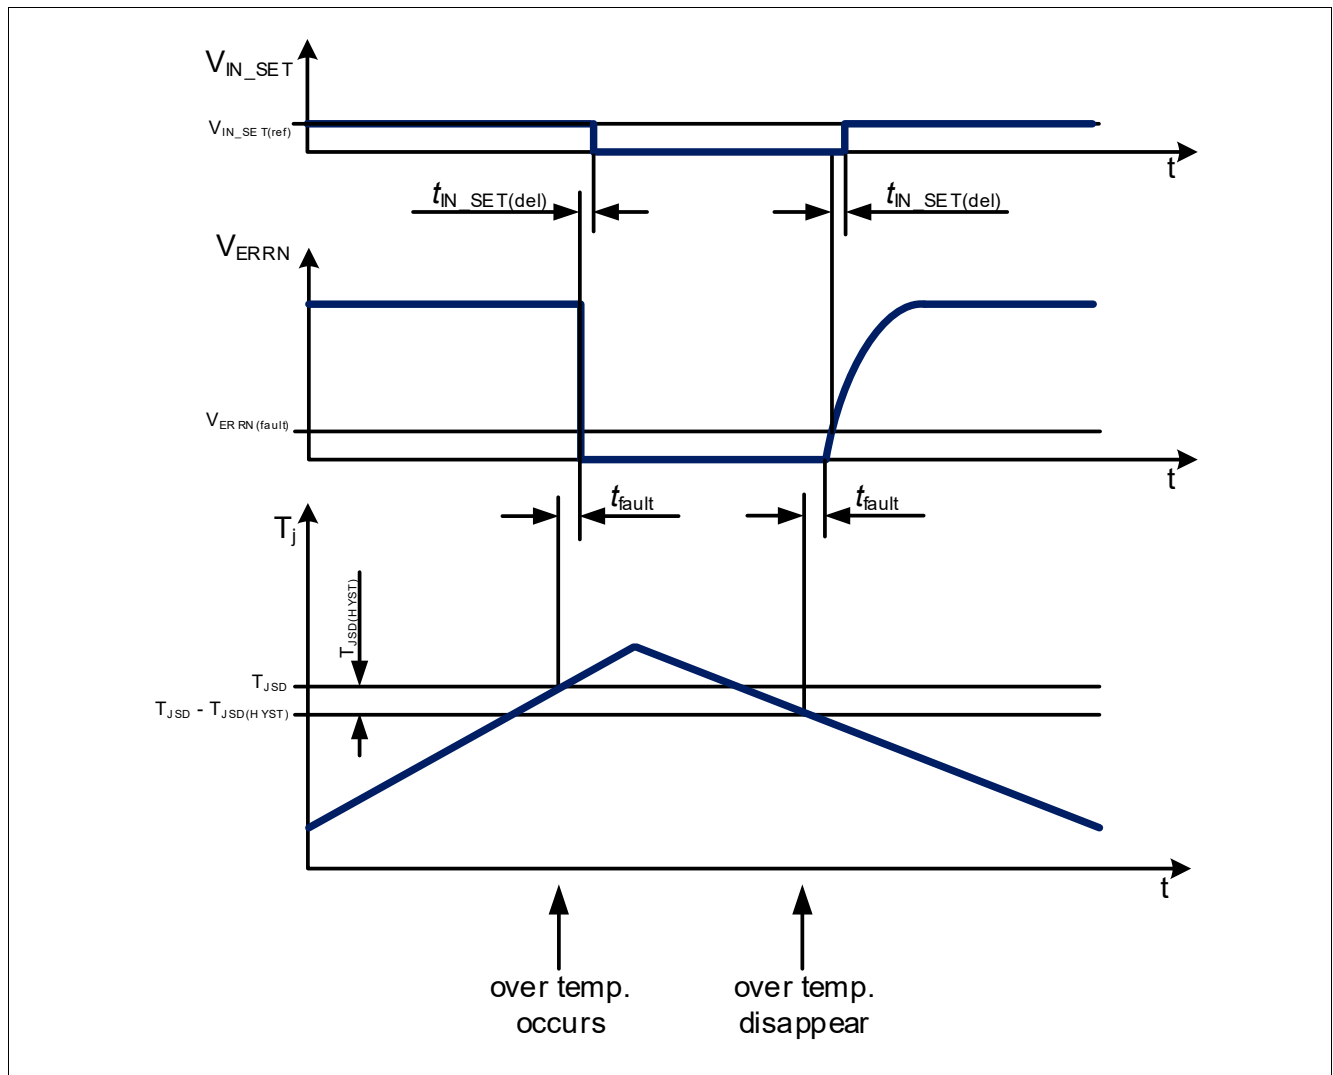 VIN_SET
VIN_SET(ref)
t
tIN_SET(del)
tIN_SET(del)
VERRN
VERRN(fault)
t
tfault
tfault
Tj
TJSD(HYST)
TJSD
TJSD - TJSD(HYST)
t
over temp.
occurs
over temp.
disappear